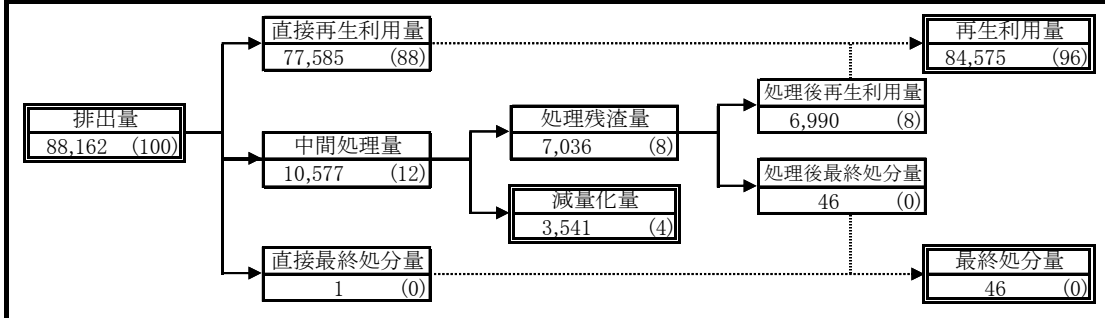 直接再生利用量
77,585 (88)
再生利用量
84,575 (96)
処理後再生利用量
6,990 (8)
排出量
88,162 (100)
中間処理量
10,577 (12)
処理残渣量
7,036 (8)
処理後最終処分量
46 (0)
減量化量
3,541 (4)
直接最終処分量
1 (0)
最終処分量
46 (0)